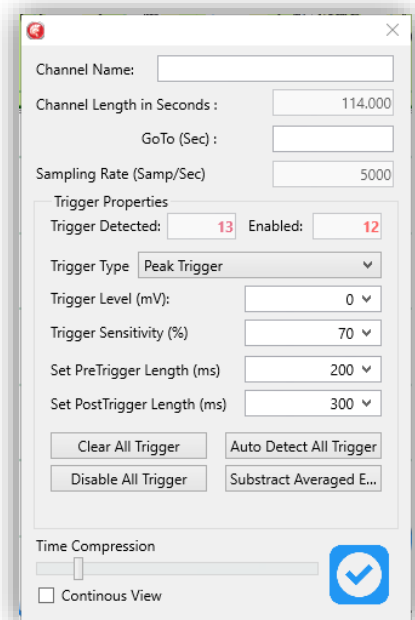 Channel Name:
Channel Length in Seconds : 114.000
GoTo (Sec) :
Sampling Rate (Samp/Sec) 5000
Trigger Properties
Trigger Detected: 13 Enabled: 12
Trigger Type Peak Trigger
Trigger Level (mV): 0
Trigger Sensitivity (%) 70
Set PreTrigger Length (ms) 200
Set PostTrigger Length (ms) 300
Clear All Trigger Auto Detect All Trigger
Disable All Trigger Substract Averaged E...
Time Compression
Continous View